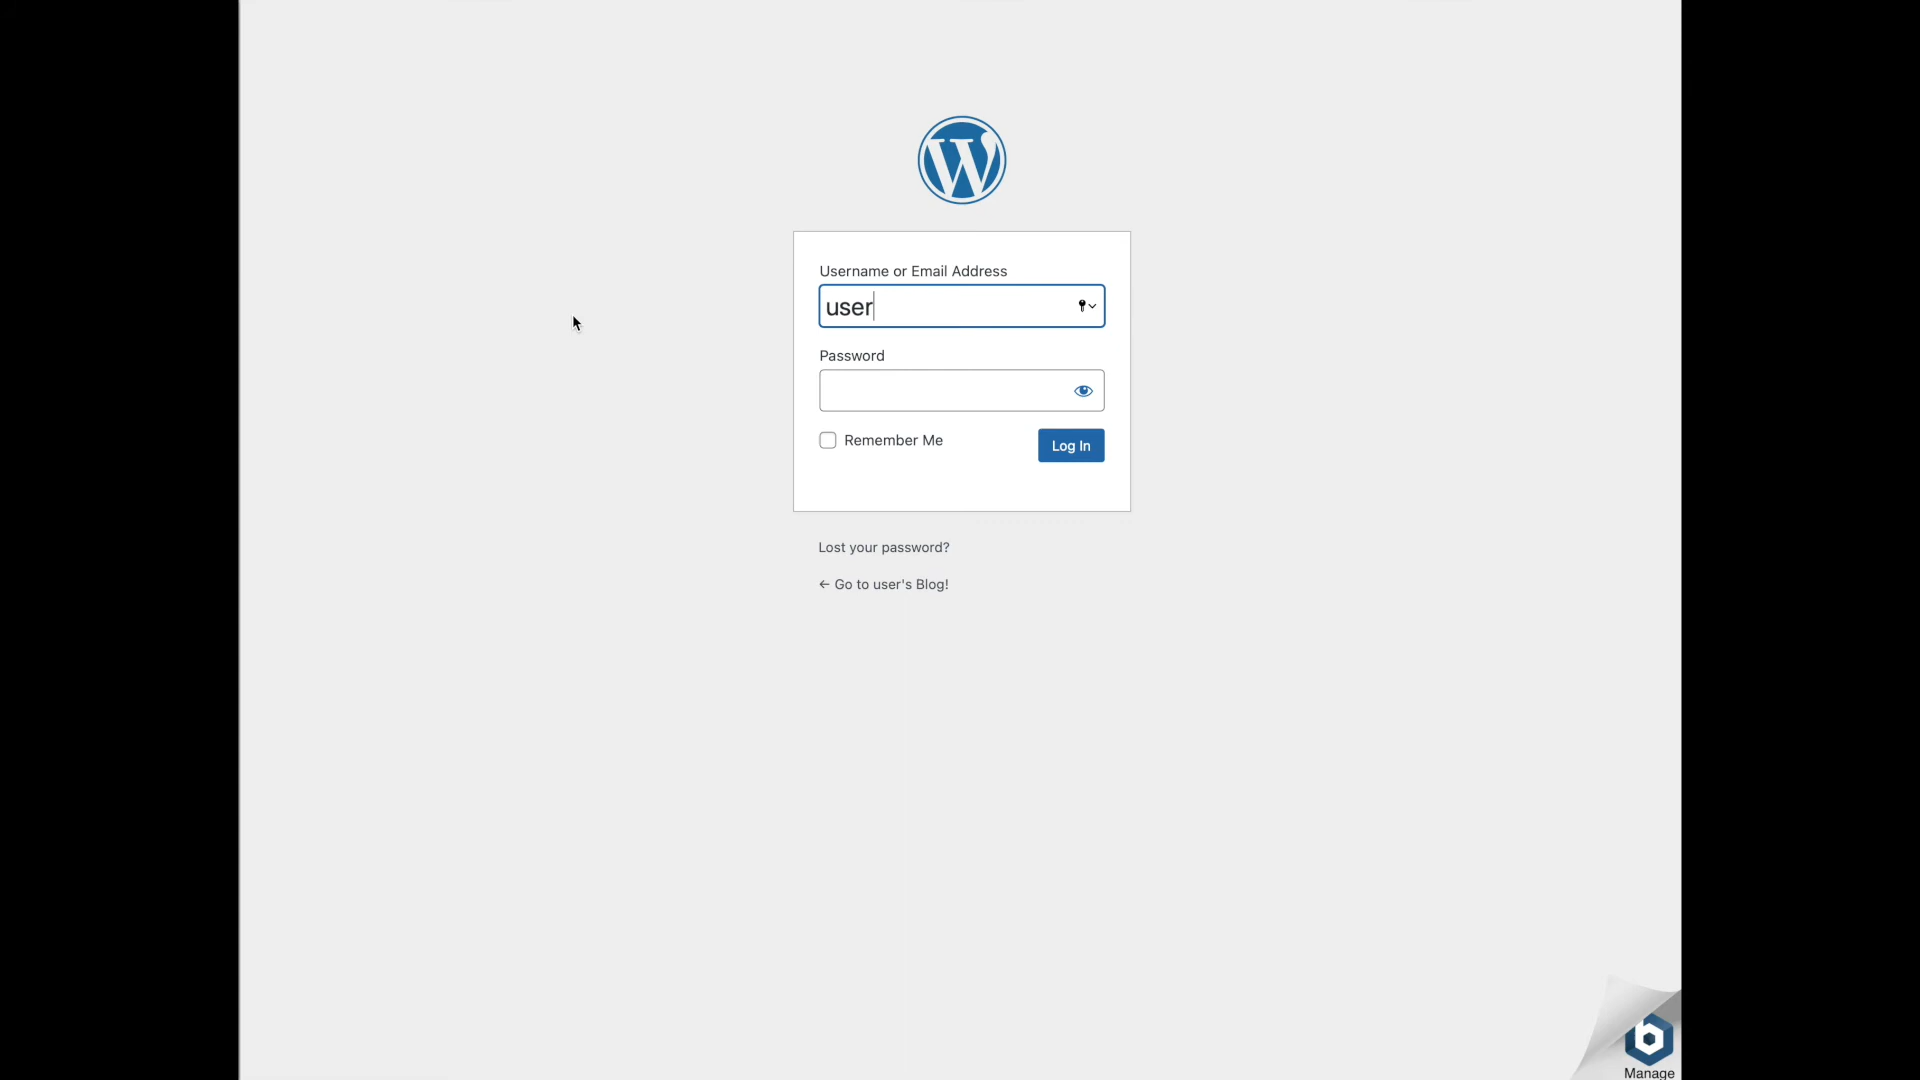 Username or Email Address
user
Password
Remember Me
Log In
Lost your password?
← Go to user's Blog!
Manage